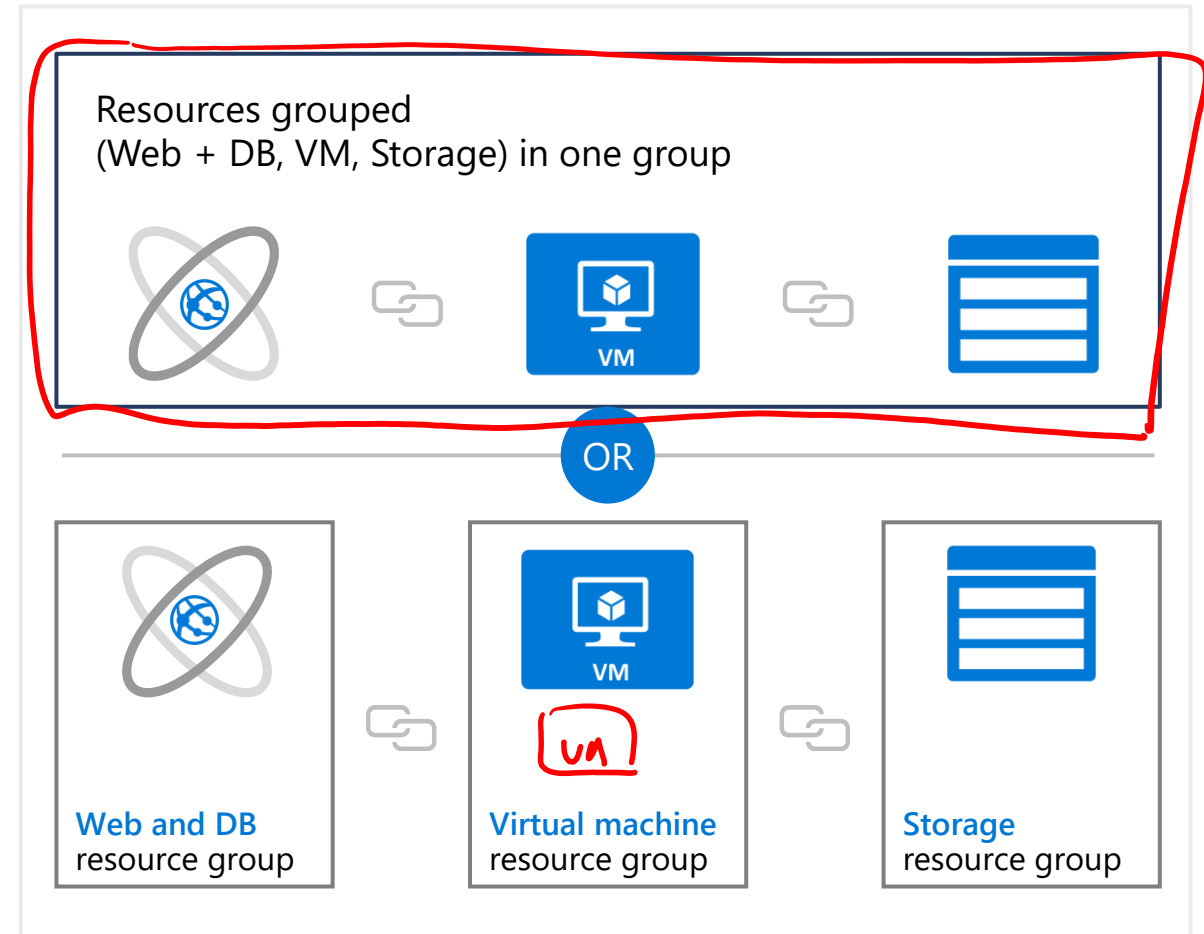 Resources grouped
(Web + DB, VM, Storage) in one group
VM
OR
VM
Web and DB
resource group
Virtual machine
resource group
Storage
resource group